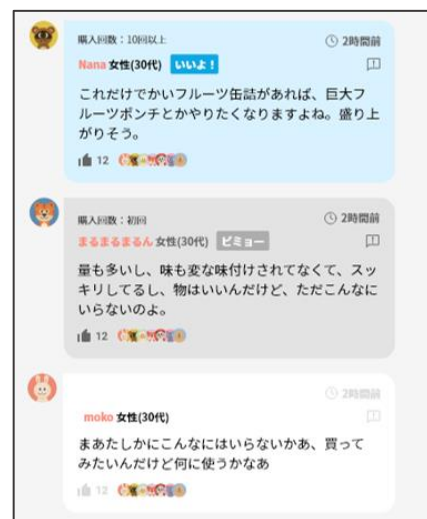 購入回数：10回以上
2時間前
Nana 女性(30代) いいよ！
これだけでかいフルーツ缶詰があれば、巨大フ
ルーツポンチとかやりたくなりますよね。盛り上
がりそう。
12
購入回数：初回
2時間前
まるまるまるん 女性(30代) ビミョー
量も多いし、味も変な味付けされてなくて、スッ
キリしてるし、物はいいんだけど、ただこんなに
いらないのよ。
12
2時間前
moko 女性(30代)
まあたしかにこんなにはいらないかあ、買って
みたいんだけど何に使うかなあ
12